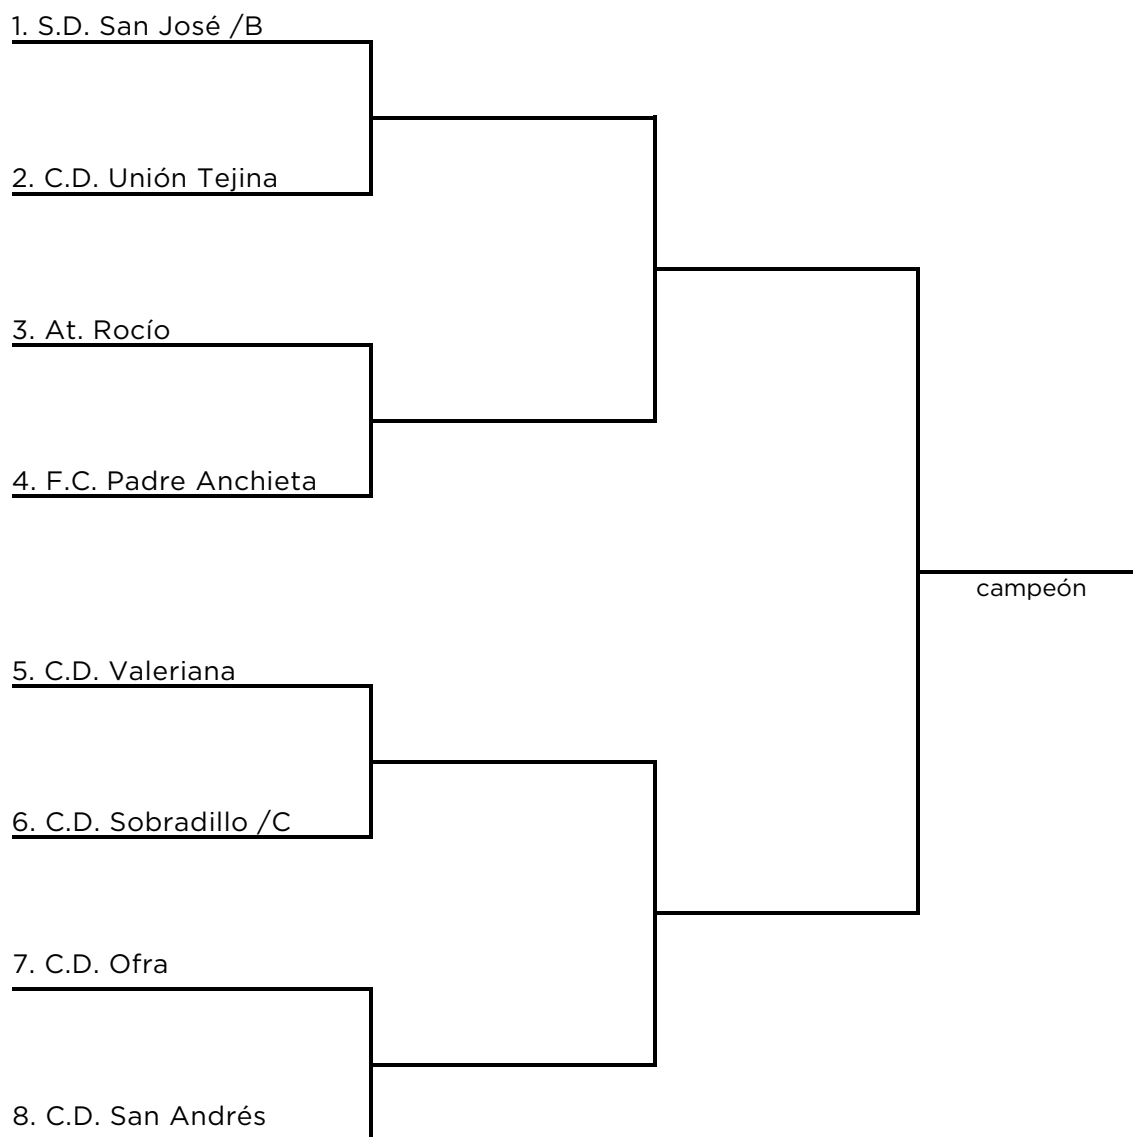 1. S.D. San José /B
2. C.D. Unión Tejina
3. At. Rocío
4. F.C. Padre Anchieta
campeón
5. C.D. Valeriana
6. C.D. Sobradillo /C
7. C.D. Ofra
8. C.D. San Andrés